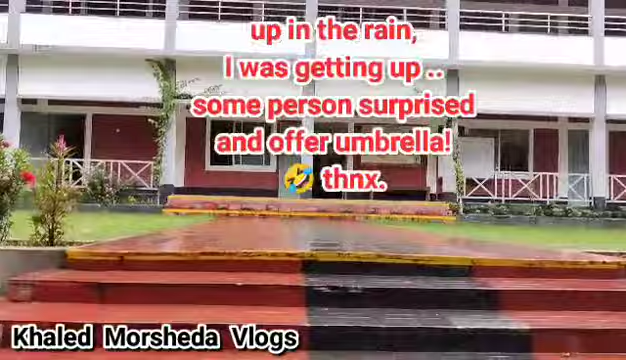 up in the rain,
I was getting up ..
some person surprised
and offer umbrella!
🤣 thnx.
Khaled Morsheda Vlogs